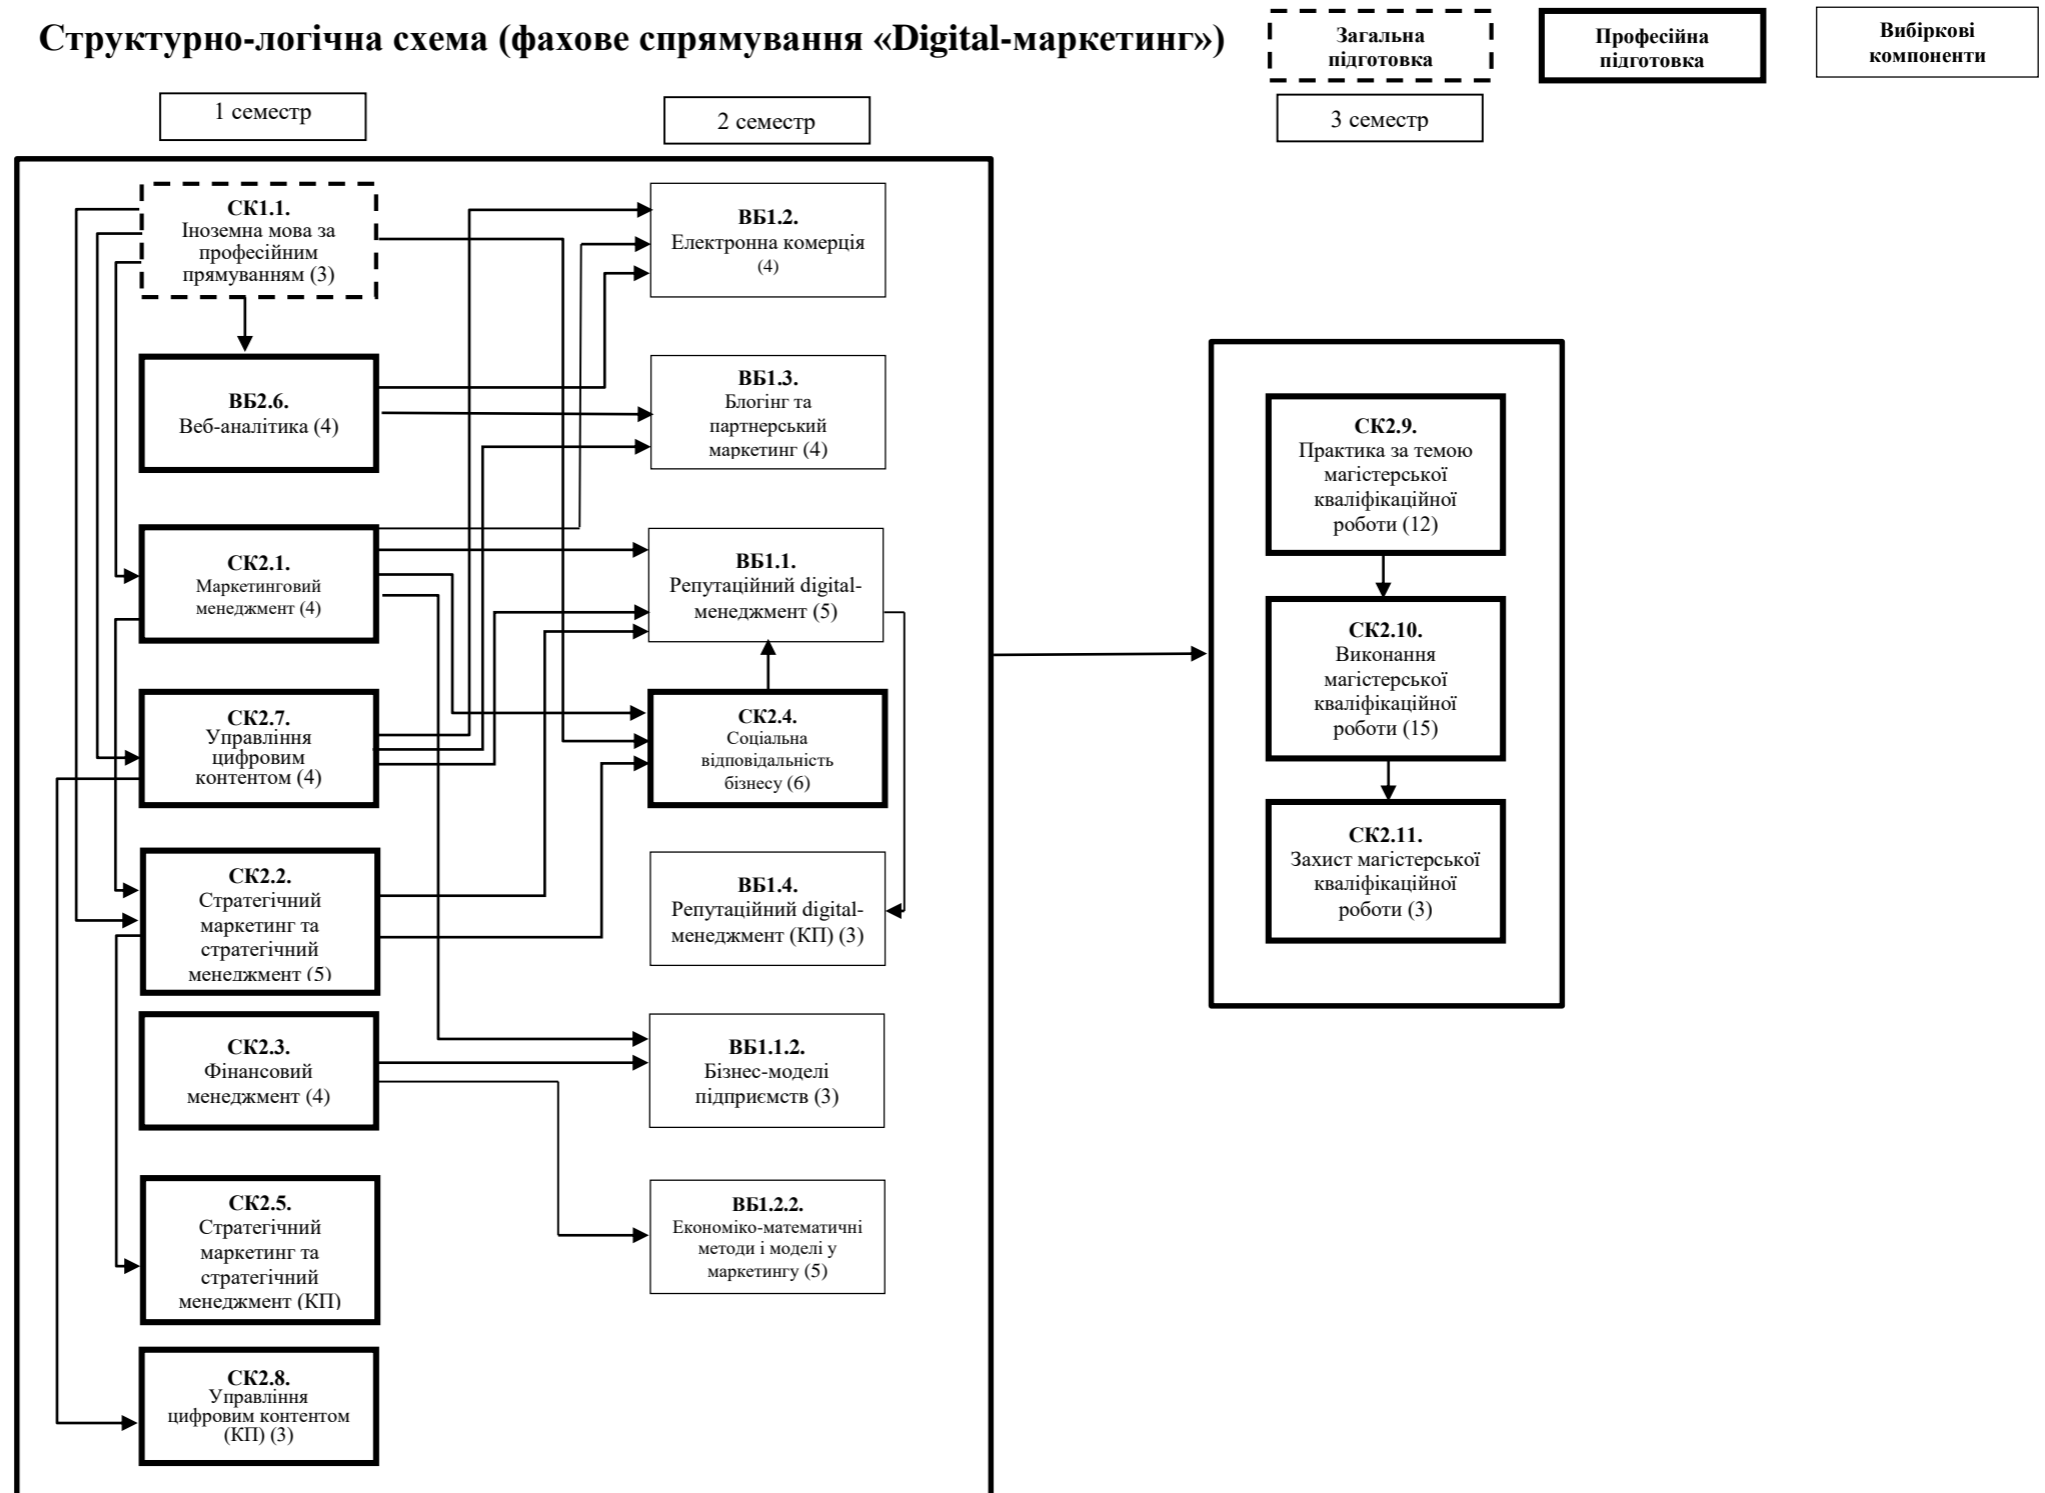 Структурно-логічна схема (фахове спрямування «Digital-маркетинг»)
Загальна
підготовка
Професійна
підготовка
Вибіркові
компоненти
1 семестр
2 семестр
3 семестр
СК1.1.
Іноземна мова за
професійним
прямуванням (3)
ВБ2.6.
Веб-аналітика (4)
СК2.1.
Маркетинговий
менеджмент (4)
СК2.7.
Управління
цифровим
контентом (4)
СК2.2.
Стратегічний
маркетинг та
стратегічний
менеджмент (5)
СК2.3.
Фінансовий
менеджмент (4)
СК2.5.
Стратегічний
маркетинг та
стратегічний
менеджмент (КП)
СК2.8.
Управління
цифровим контентом
(КП) (3)
ВБ1.2.
Електронна комерція
(4)
ВБ1.3.
Блогінг та
партнерський
маркетинг (4)
ВБ1.1.
Репутаційний digital-
менеджмент (5)
СК2.4.
Соціальна
відповідальність
бізнесу (6)
ВБ1.4.
Репутаційний digital-
менеджмент (КП) (3)
ВБ1.1.2.
Бізнес-моделі
підприємств (3)
ВБ1.2.2.
Економіко-математичні
методи і моделі у
маркетингу (5)
СК2.9.
Практика за темою
магістерської
кваліфікаційної
роботи (12)
СК2.10.
Виконання
магістерської
кваліфікаційної
роботи (15)
СК2.11.
Захист магістерської
кваліфікаційної
роботи (3)